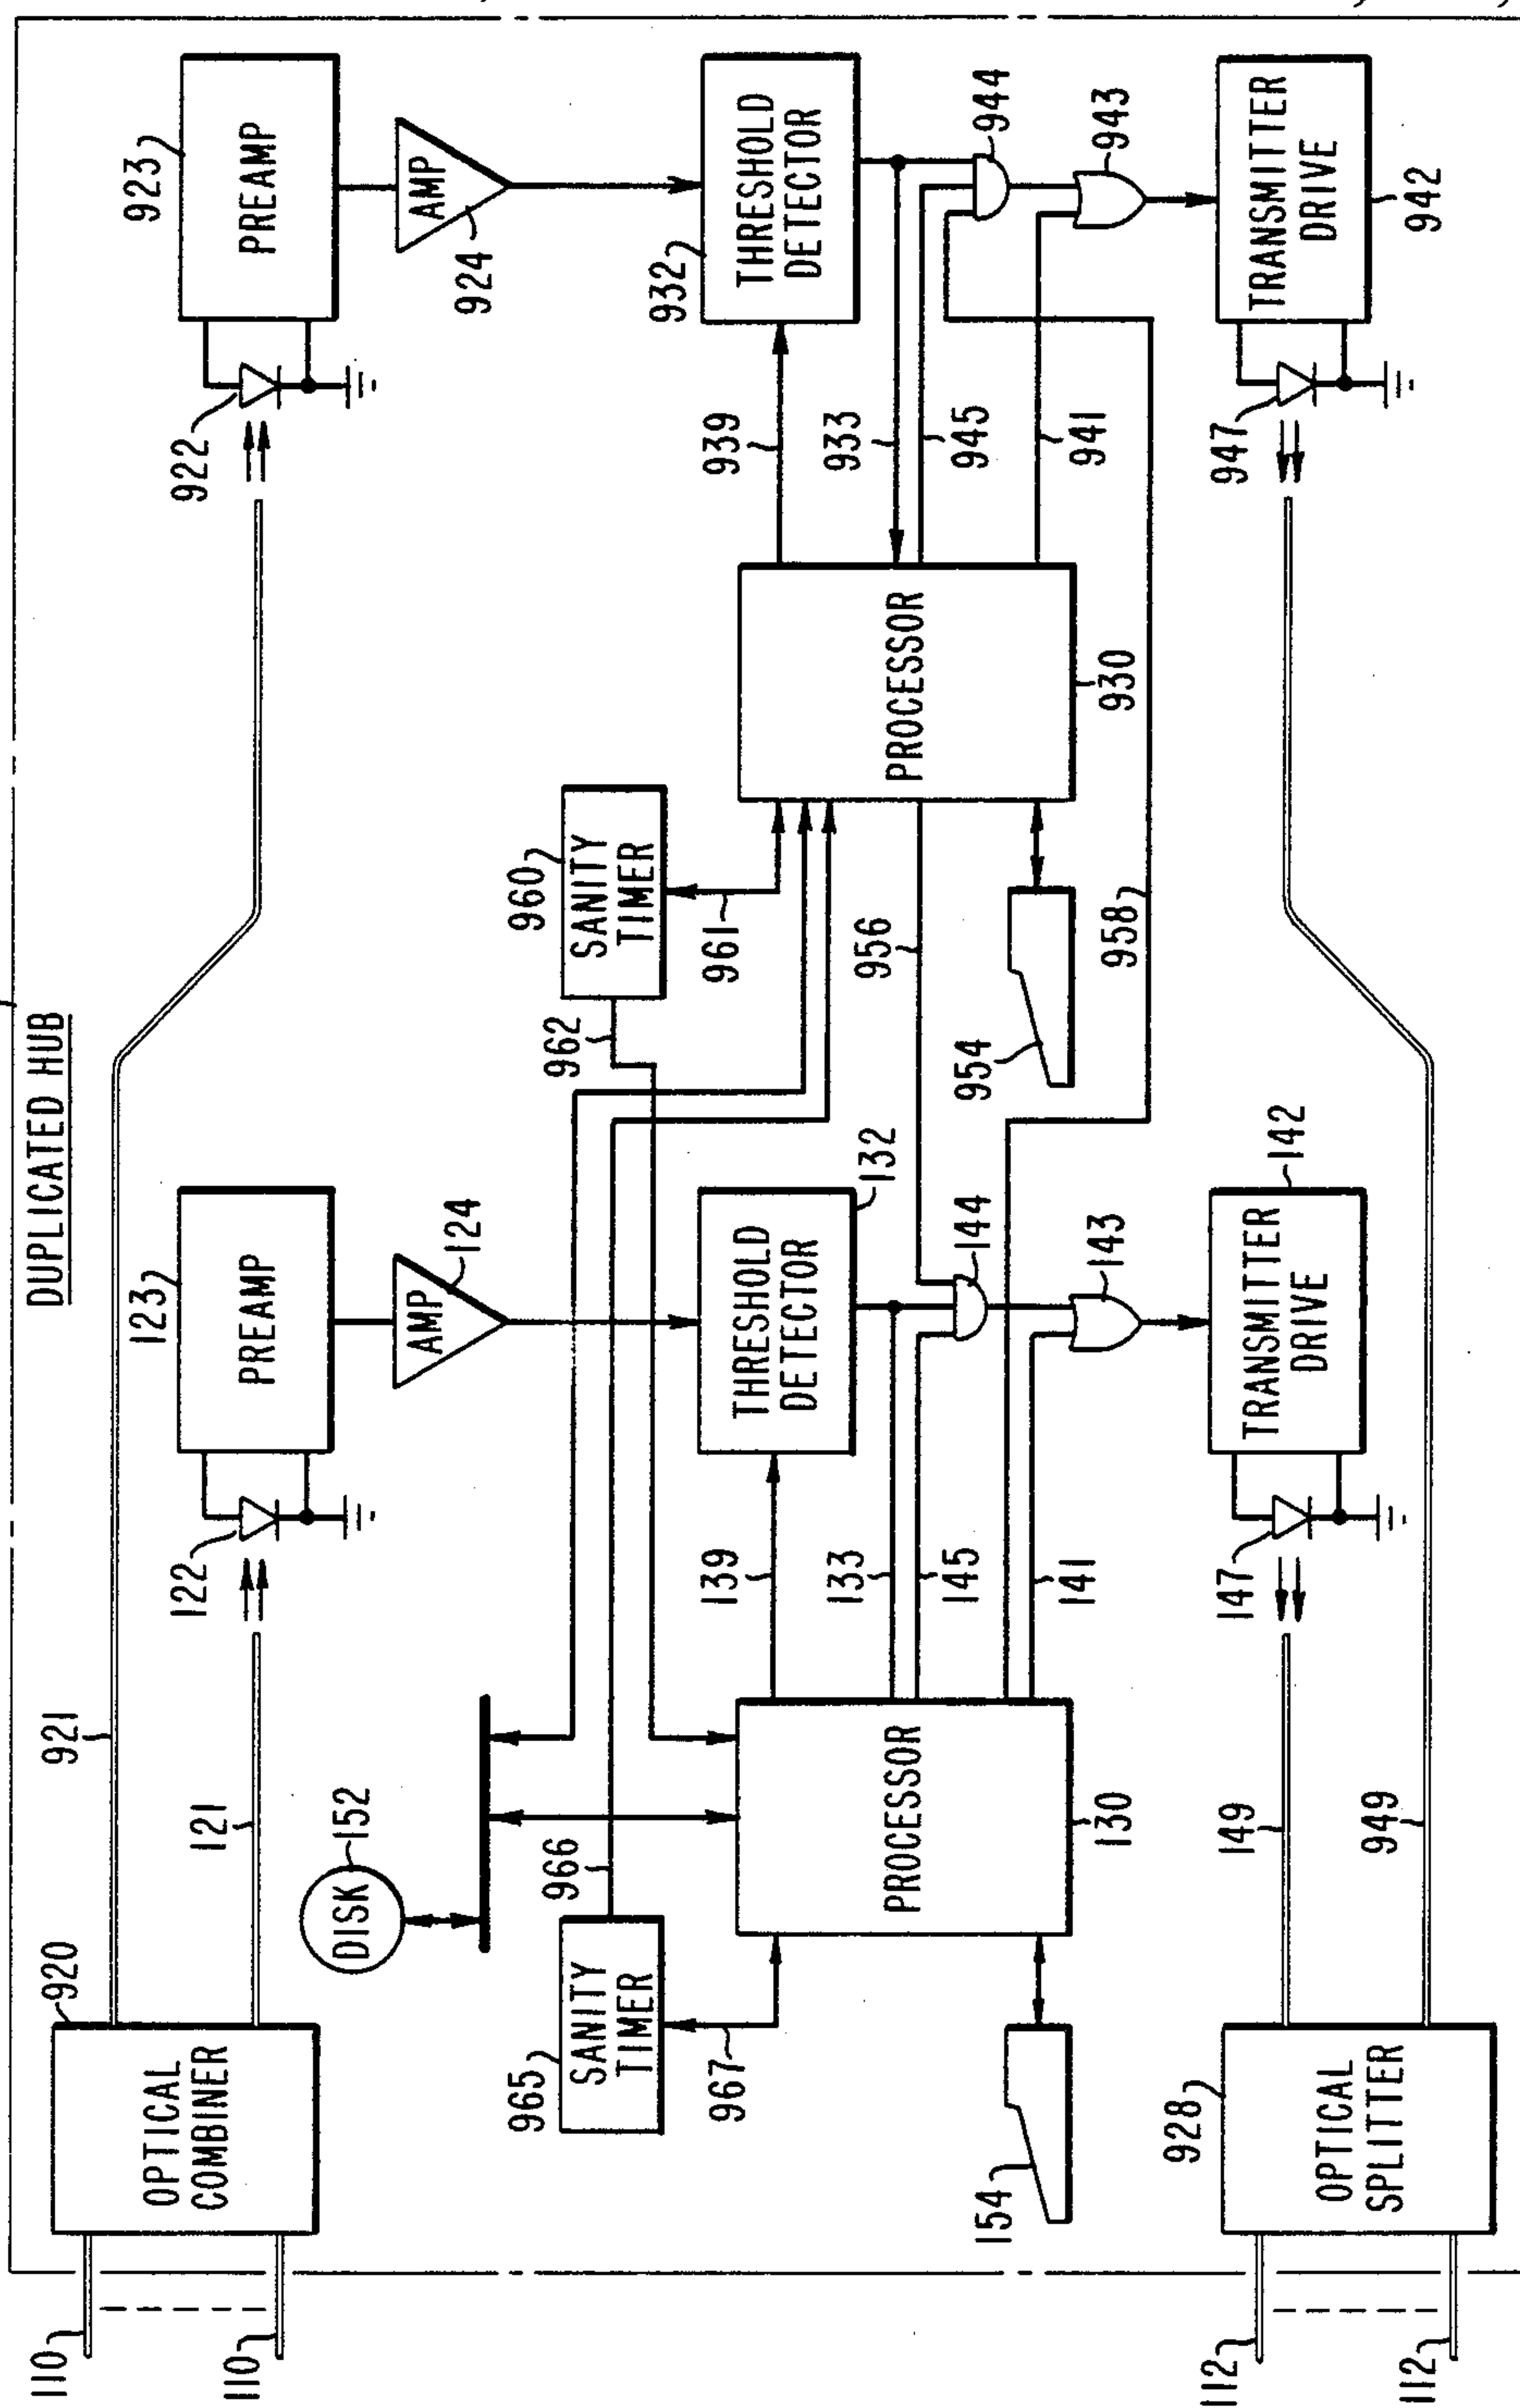 DUPLICATED HUB
110
110
OPTICAL
COMBINER
920
921
121
122
123
PREAMP
AMP
124
922
923
PREAMP
AMP
924
DISK
152
965
SANITY
TIMER
966
967
960
SANITY
TIMER
961
962
154
PROCESSOR
130
139
133
145
141
THRESHOLD
DETECTOR
132
144
143
956
954
958
PROCESSOR
930
939
933
945
941
932
THRESHOLD
DETECTOR
944
943
112
112
928
OPTICAL
SPLITTER
149
949
147
TRANSMITTER
DRIVE
142
947
TRANSMITTER
DRIVE
942